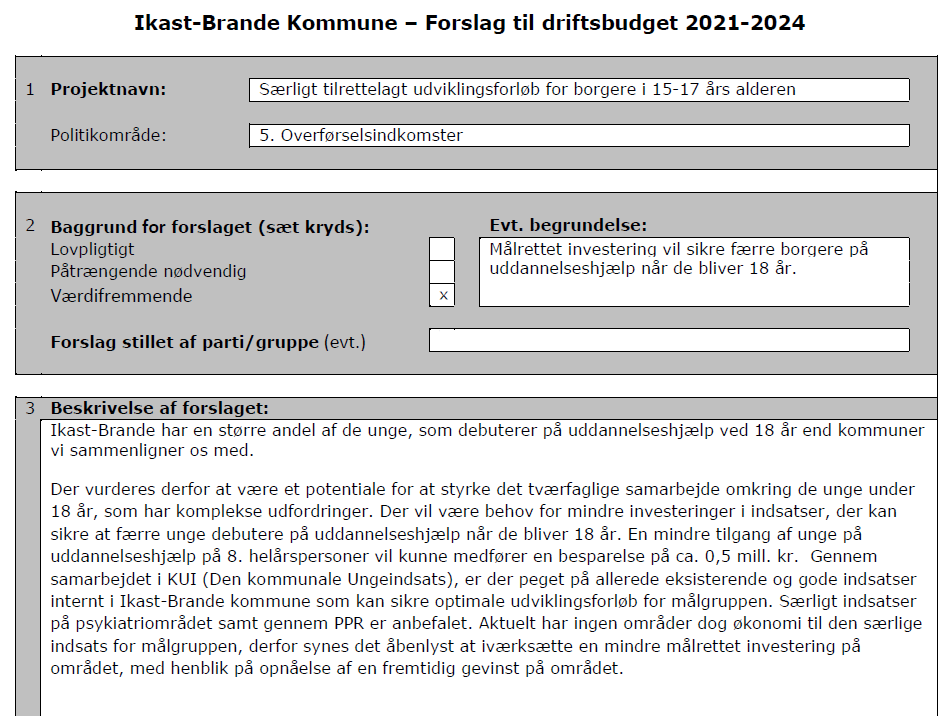 Ikast-Brande Kommune – Forslag til driftsbudget 2021-2024
1 Projektnavn: Særligt tilrettelagt udviklingsforløb for borgere i 15-17 års alderen
Politikområde: 5. Overførselsindkomster
2 Baggrund for forslaget (sæt kryds): Evt. begrundelse:
Lovpligtigt Målrettet investering vil sikre færre borgere på
Påtrængende nødvendig uddannelseshjælp når de bliver 18 år.
Værdifremmende x
Forslag stillet af parti/gruppe (evt.)
3 Beskrivelse af forslaget:
Ikast-Brande har en større andel af de unge, som debuterer på uddannelseshjælp ved 18 år end kommuner
vi sammenligner os med.
Der vurderes derfor at være et potentiale for at styrke det tværfaglige samarbejde omkring de unge under
18 år, som har komplekse udfordringer. Der vil være behov for mindre investeringer i indsatser, der kan
sikre at færre unge debutere på uddannelseshjælp når de bliver 18 år. En mindre tilgang af unge på
uddannelseshjælp på 8. helårspersoner vil kunne medfører en besparelse på ca. 0,5 mill. kr.  Gennem
samarbejdet i KUI (Den kommunale Ungeindsats), er der peget på allerede eksisterende og gode indsatser
internt i Ikast-Brande kommune som kan sikre optimale udviklingsforløb for målgruppen. Særligt indsatser
på psykiatriområdet samt gennem PPR er anbefalet. Aktuelt har ingen områder dog økonomi til den særlige
indsats for målgruppen, derfor synes det åbenlyst at iværksætte en mindre målrettet investering på
området, med henblik på opnåelse af en fremtidig gevinst på området.